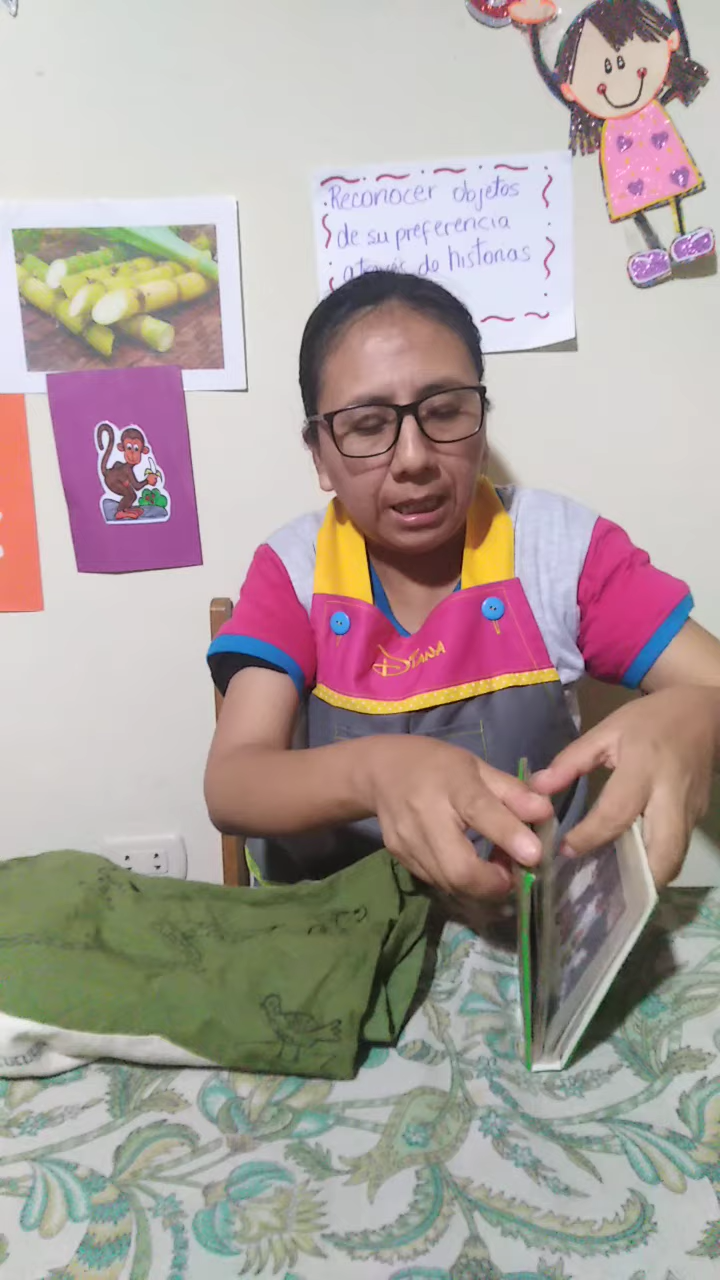 Reconocer objetos
de su preferencia
a través de historias
DIANA